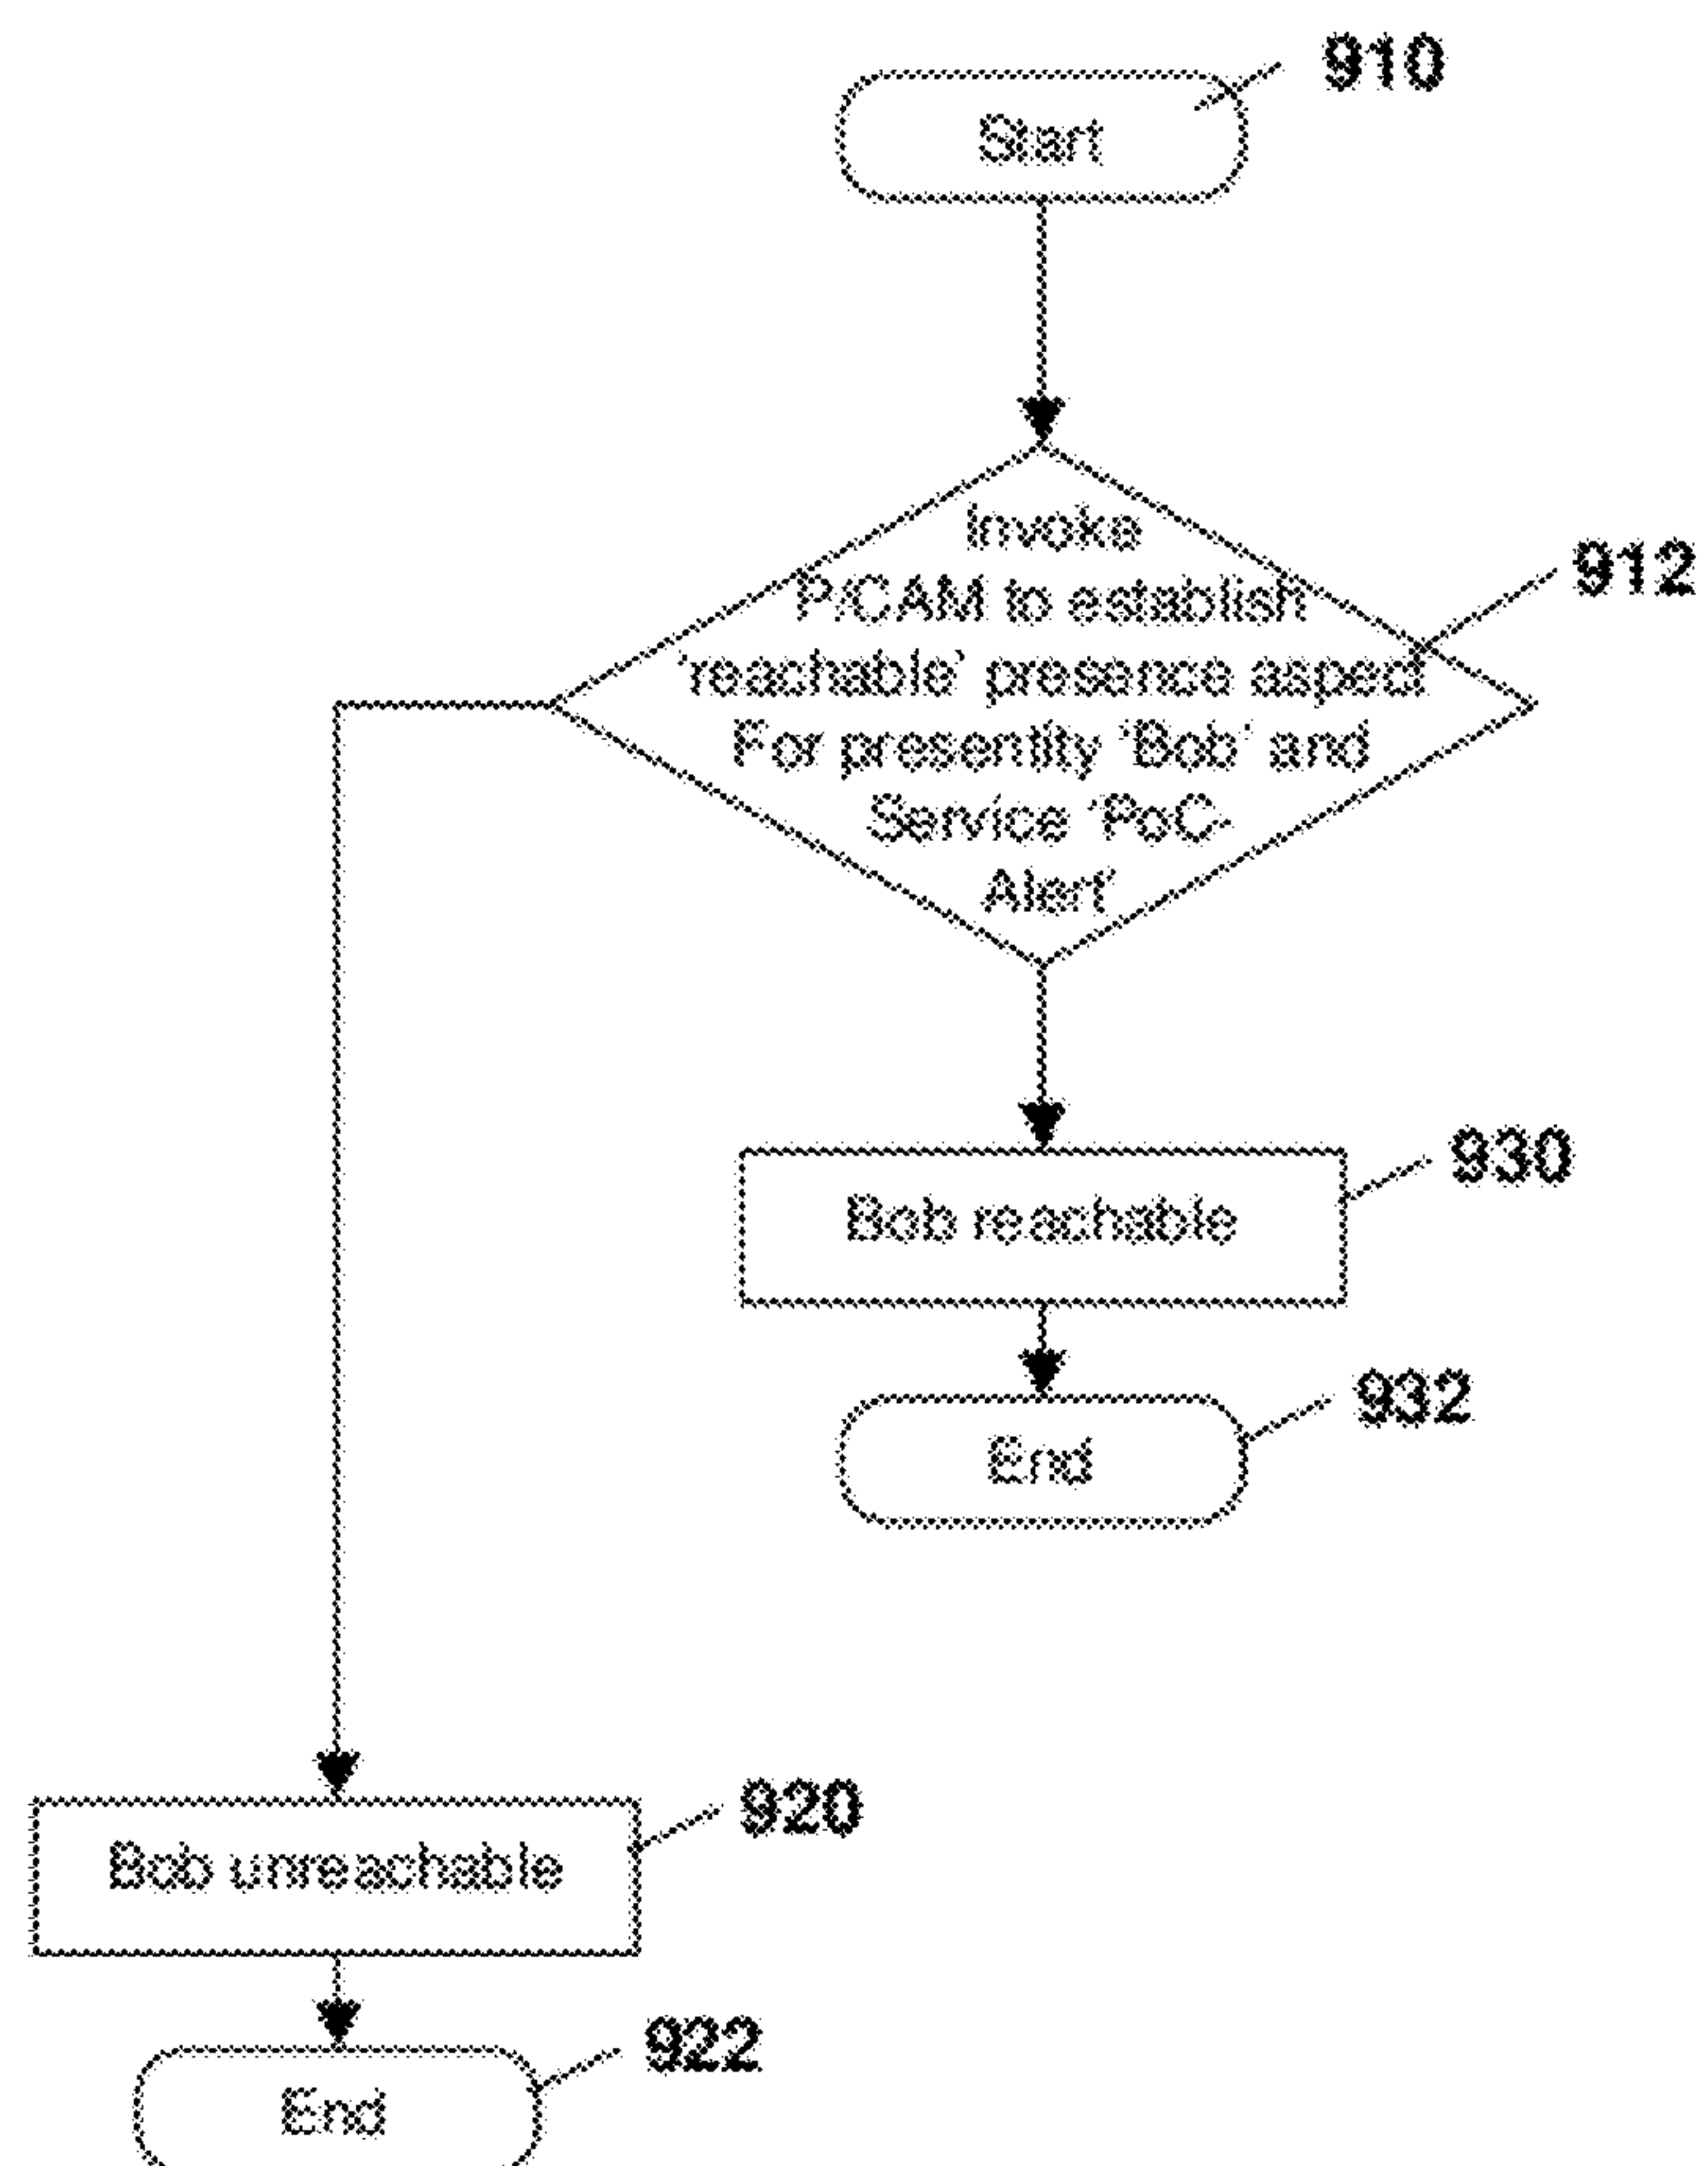 910
Start
Invoke
P/CAM to establish
912
'reachable' presence aspect
For presentity 'Bob' and
Service 'PoC-
Alert'
930
Bob reachable
932
End
920
Bob unreachable
922
End